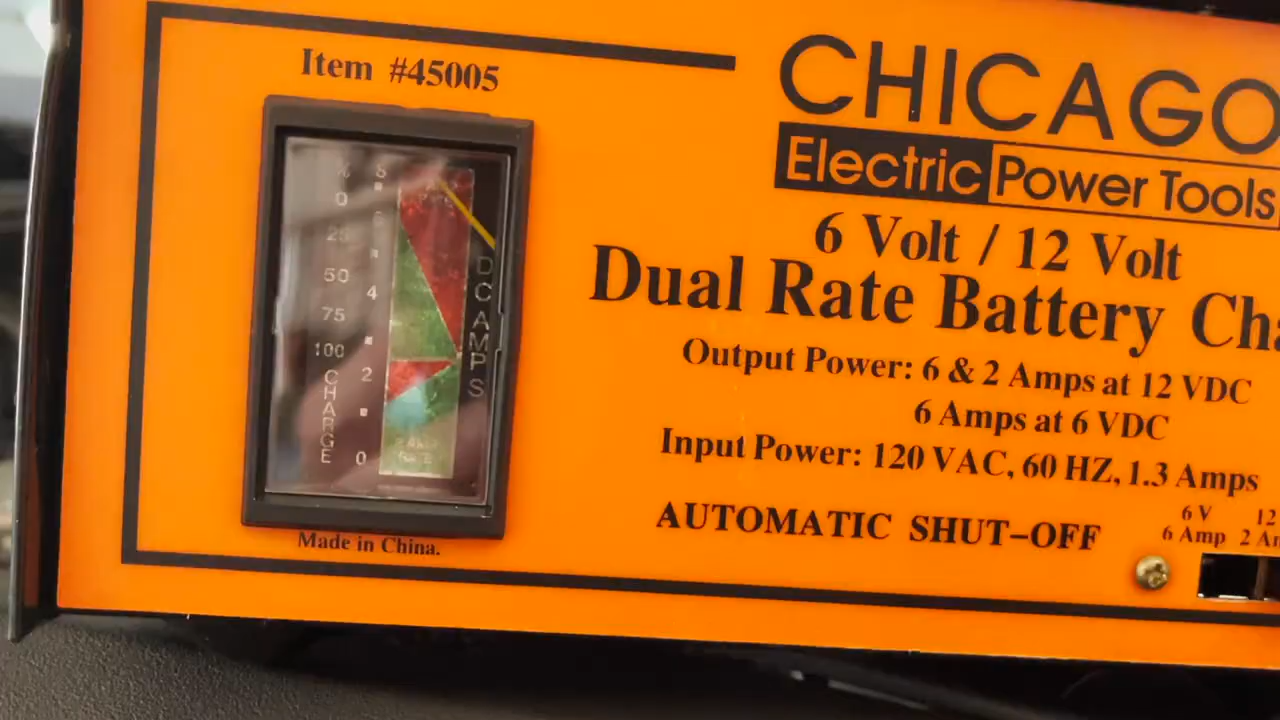 Item #45005
CHICAGO
Electric Power Tools
6 Volt / 12 Volt
Dual Rate Battery
Output Power: 6 & 2 Amps at 12 VDC
6 Amps at 6 VDC
Input Power: 120 VAC, 60 HZ, 1.3 Amps
AUTOMATIC SHUT-OFF
6 V 12
6 Amp 2
% 
0
25
50
75
100
CHARGE
4
2
0
DC AMPS
RATE
Made in China.